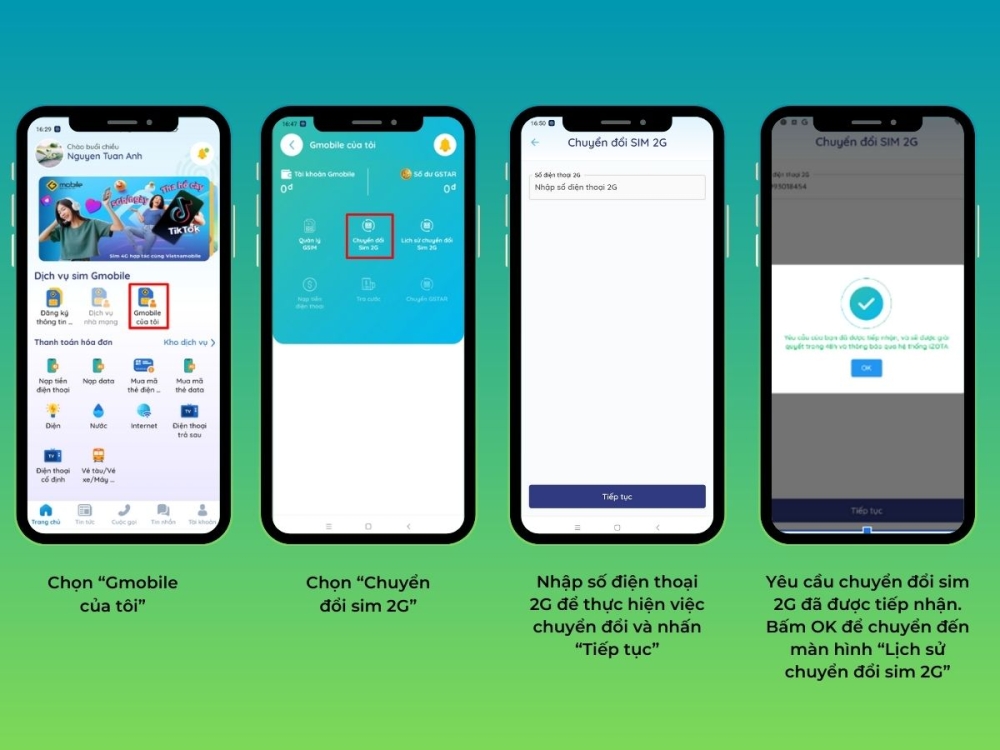 16:29
Chào buổi chiều
Nguyen Tuan Anh
gmobile
Thế hệ gây
TikTok
Sim 4G hợp tác cùng Vietnamobile
Dịch vụ sim Gmobile
Đăng ký
thông tin ...
Dịch vụ
nhà mạng
Gmobile
của tôi
Thanh toán hóa đơn
Kho dịch vụ
Nạp tiền
điện thoại
Nạp data
Mua mã
thẻ điện ...
Mua mã
thẻ data
Điện
Nước
Internet
TV
Điện thoại
trả sau
TV
Điện thoại
cố định
Vé tàu/Vé
xe/Máy ...
Trang chủ
Tin tức
Cuộc gọi
Tin nhắn
Tài khoản
Chọn “Gmobile
của tôi”
16:47
Gmobile của tôi
Tài khoản Gmobile
0đ
Số dư GSTAR
0đ
Quản lý
GSIM
Chuyển đổi
Sim 2G
Lịch sử chuyển đổi
Sim 2G
Nạp tiền
điện thoại
Tra cước
Chuyển GSTAR
Chọn “Chuyển
đổi sim 2G”
16:50
Chuyển đổi SIM 2G
Số điện thoại 2G
Nhập số điện thoại 2G
Tiếp tục
Nhập số điện thoại
2G để thực hiện việc
chuyển đổi và nhấn
“Tiếp tục”
Chuyển đổi SIM 2G
điện thoại 2G
Yêu cầu của bạn đã được tiếp nhận, và sẽ được giải
quyết trong và thông báo qua hệ thống
OK
Tiếp tục
Yêu cầu chuyển đổi sim
2G đã được tiếp nhận.
Bấm OK để chuyển đến
màn hình “Lịch sử
chuyển đổi sim 2G”